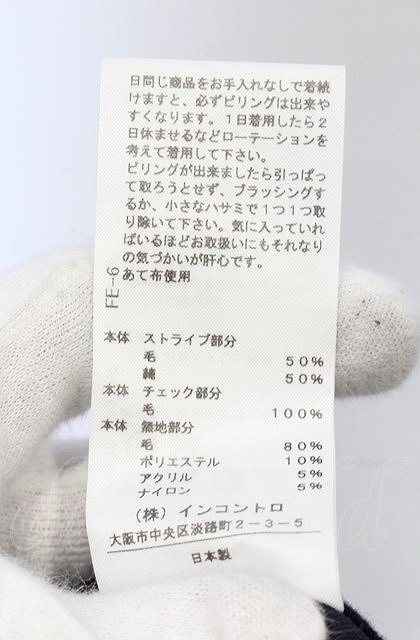 日同じ商品をお手入れなしで着続
けますと、必ずピリングは出来や
すくなります。1日着用したら2
日休ませるなどローテーションを
考えて着用して下さい。
ピリングが出来ましたら引っぱっ
て取ろうとせず、ブラッシングす
るか、小さなハサミで1つ1つ取
り除いて下さい。気に入っていれ
ばいるほどお取扱いにもそれなり
の気づかいが肝心です。
あて布使用
FE-6
本体 ストライプ部分
毛 50%
綿 50%
本体 チェック部分
毛 100%
本体 無地部分
毛 80%
ポリエステル 10%
アクリル 5%
ナイロン 5%
(株) インコントロ
大阪市中央区淡路町2-3-5
日本製